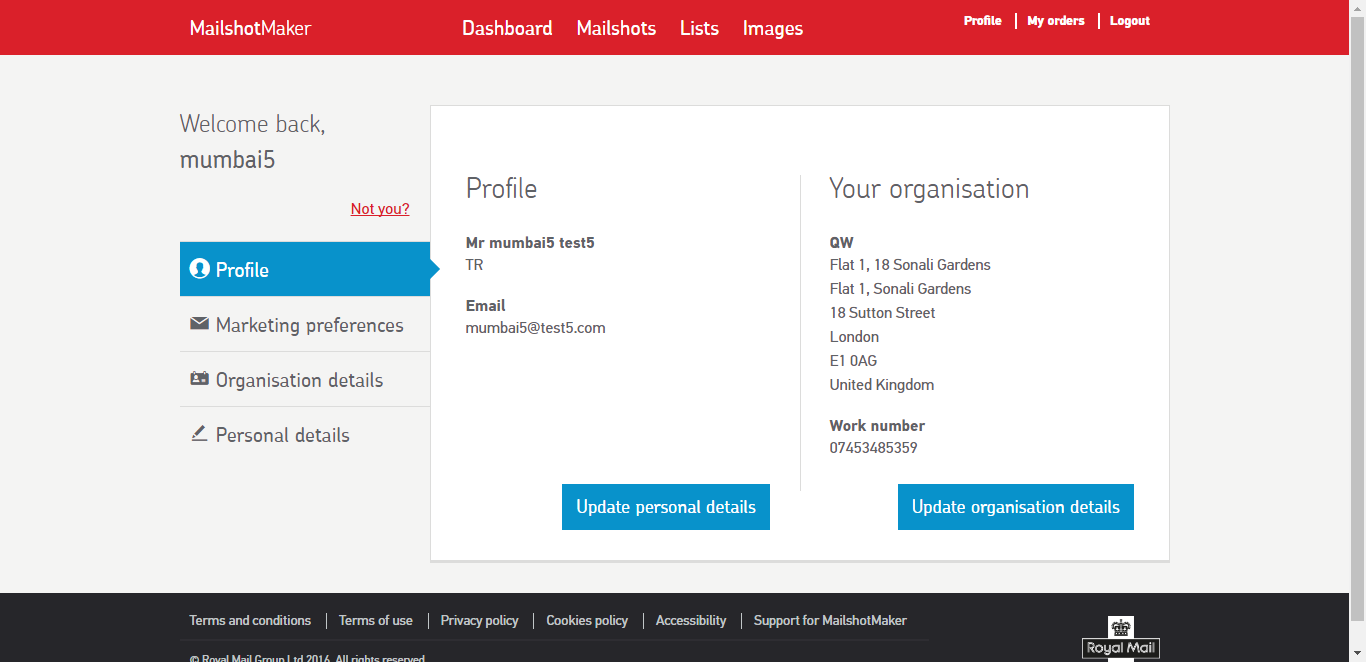 MailshotMaker
Dashboard Mailshots Lists Images
Profile My orders Logout
Welcome back,
mumbai5
Not you?
Profile
Marketing preferences
Organisation details
Personal details
Profile
Mr mumbai5 test5
TR
Email
mumbai5@test5.com
Update personal details
Your organisation
QW
Flat 1, 18 Sonali Gardens
Flat 1, Sonali Gardens
18 Sutton Street
London
E1 0AG
United Kingdom
Work number
07453485359
Update organisation details
Terms and conditions Terms of use Privacy policy Cookies policy Accessibility Support for MailshotMaker
© Royal Mail Group Ltd 2016. All rights reserved
Royal Mail